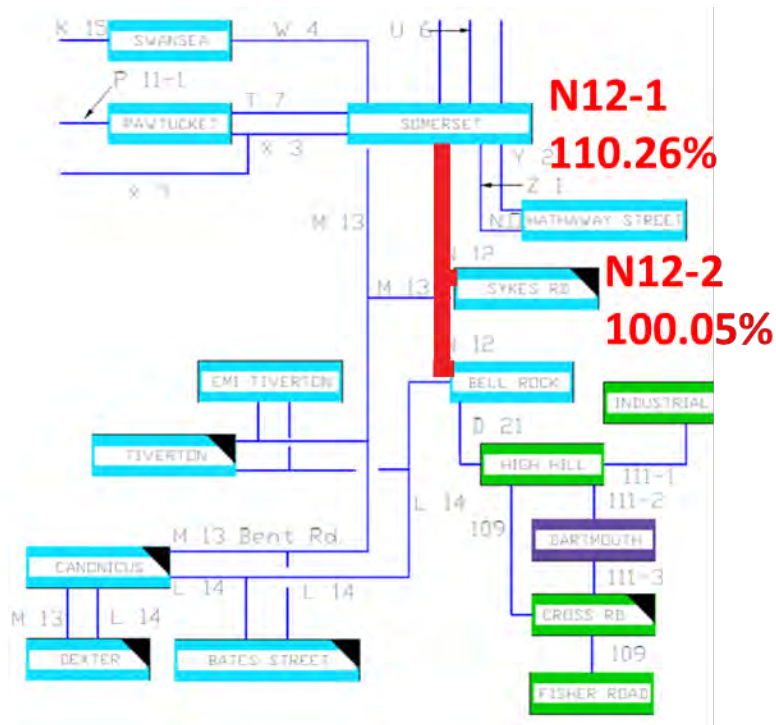 K 15
SWANSEA
W 4
U 6
P 11-1
PAWTUCKET
T 7
SOMERSET
N12-1
110.26%
X 3
X 3
Y 2
Z 1
M 13
HATHAWAY STREET
N 12
SYKES RD
N12-2
100.05%
M 13
N 12
BELL ROCK
EMI TIVERTON
INDUSTRIAL
D 21
TIVERTON
HIGH HILL
111-1
L 14
111-2
109
M 13 Bent Rd.
DARTMOUTH
CANONICUS
L 14
L 14
111-3
M 13
L 14
CROSS RD
DEXTER
BATES STREET
109
FISHER ROAD